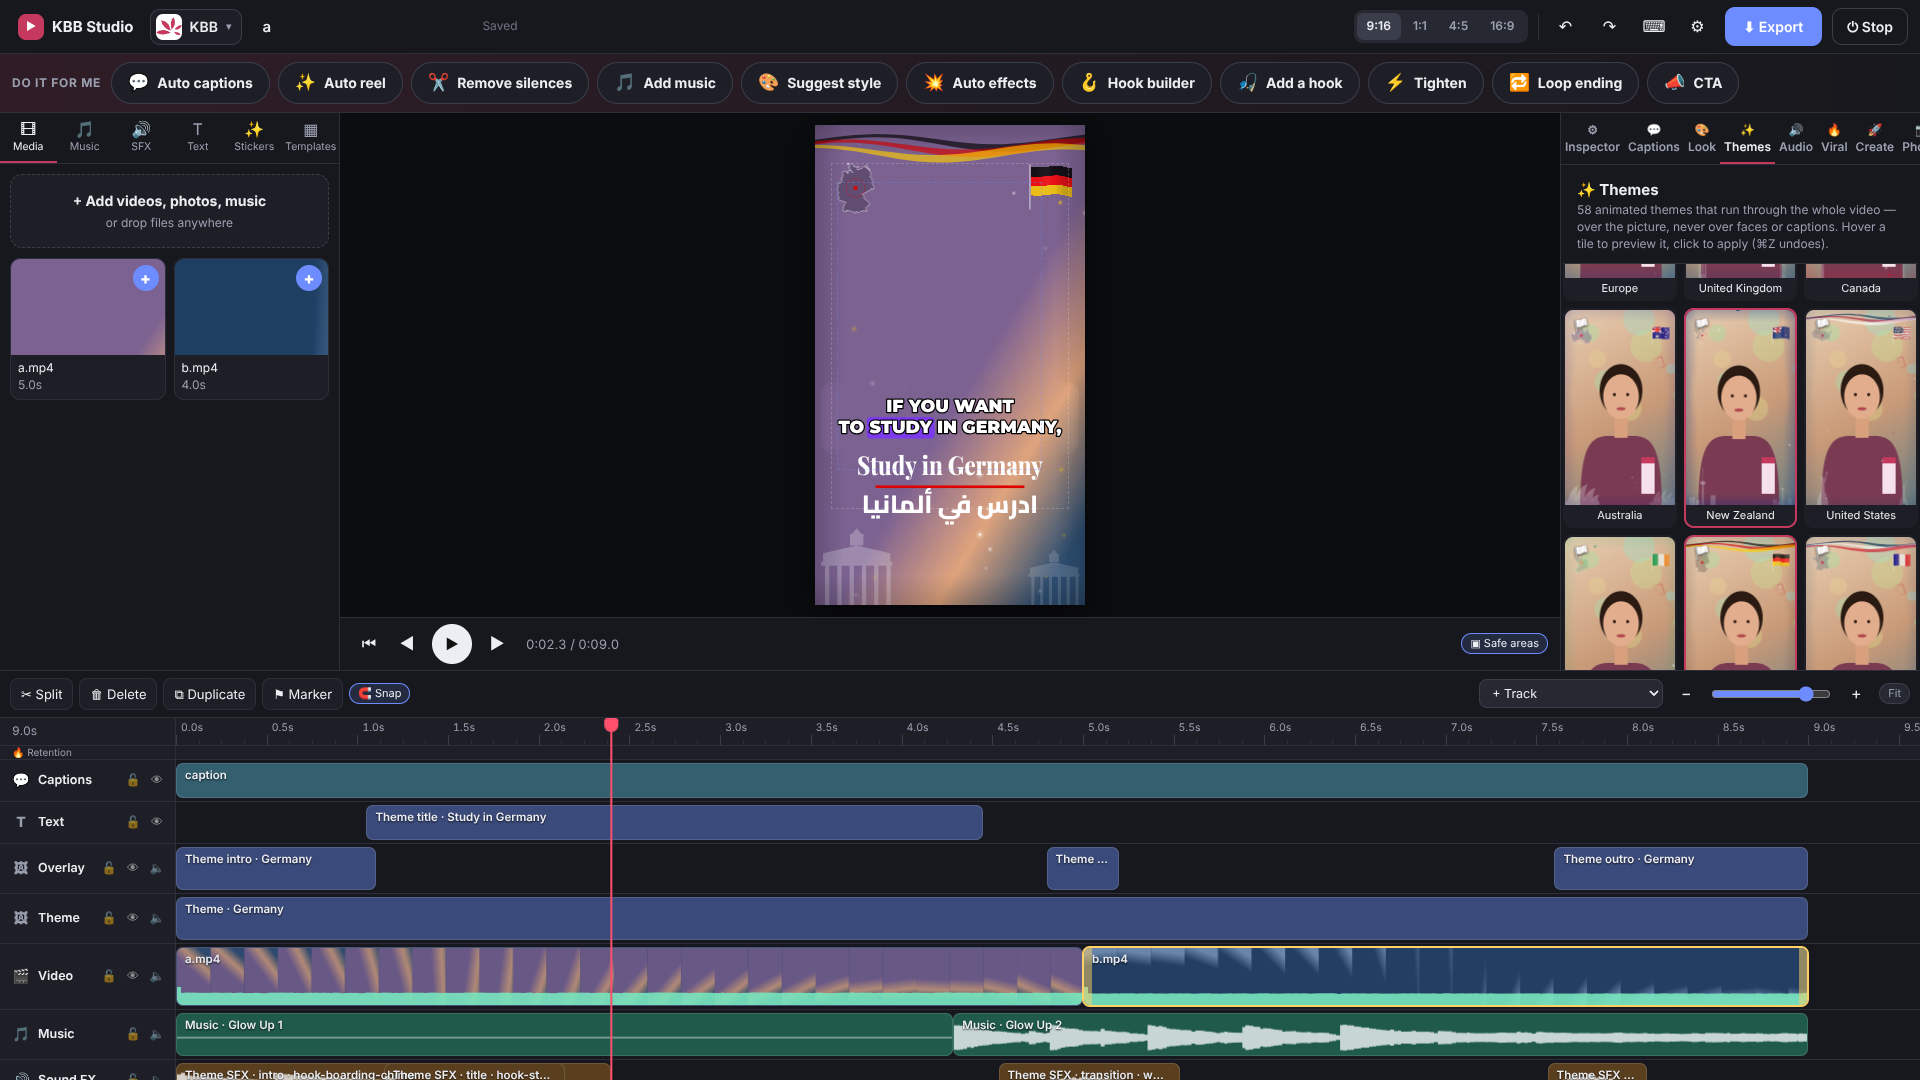 KBB Studio
KBB
a
Saved
9:16
1:1
4:5
16:9
Export
Stop
DO IT FOR ME
Auto captions
Auto reel
Remove silences
Add music
Suggest style
Auto effects
Hook builder
Add a hook
Tighten
Loop ending
CTA
Media
Music
SFX
Text
Stickers
Templates
+ Add videos, photos, music
or drop files anywhere
a.mp4
5.0s
b.mp4
4.0s
IF YOU WANT
TO STUDY IN GERMANY,
Study in Germany
ادرس في ألمانيا
0:02.3 / 0:09.0
Safe areas
Inspector
Captions
Look
Themes
Audio
Viral
Create
Pho
✨ Themes
58 animated themes that run through the whole video —
over the picture, never over faces or captions. Hover a
tile to preview it, click to apply (⌘Z undoes).
Europe
United Kingdom
Canada
Australia
New Zealand
United States
Split
Delete
Duplicate
Marker
Snap
+ Track
Fit
9.0s
0.0s
0.5s
1.0s
1.5s
2.0s
2.5s
3.0s
3.5s
4.0s
4.5s
5.0s
5.5s
6.0s
6.5s
7.0s
7.5s
8.0s
8.5s
9.0s
9.5
Retention
Captions
caption
Text
Theme title · Study in Germany
Overlay
Theme intro · Germany
Theme ...
Theme outro · Germany
Theme
Theme · Germany
Video
a.mp4
b.mp4
Music
Music · Glow Up 1
Music · Glow Up 2
Sound FX
Theme SFX · intro · hook-boarding-
Theme SFX · title · hook-st...
Theme SFX · transition · w...
Theme SFX ...